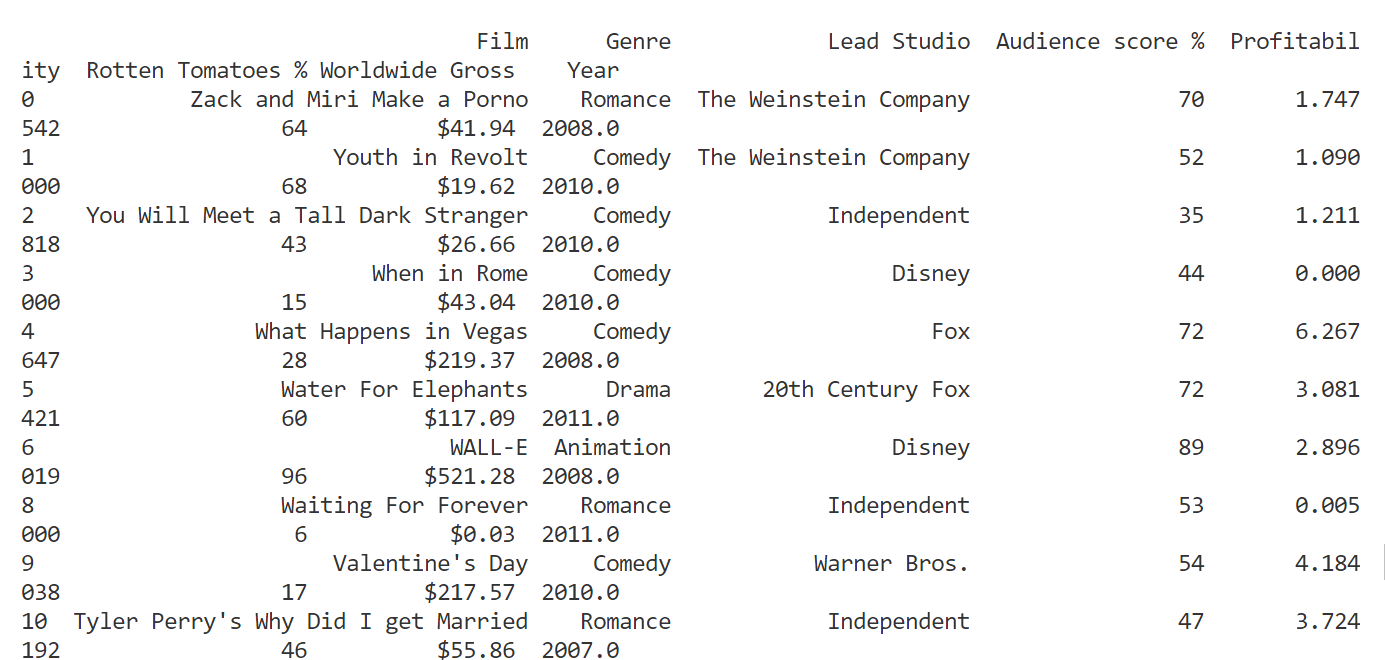 Film Genre Lead Studio Audience score % Profitabil
ity Rotten Tomatoes % Worldwide Gross Year
0 Zack and Miri Make a Porno Romance The Weinstein Company 70 1.747
542 64 $41.94 2008.0
1 Youth in Revolt Comedy The Weinstein Company 52 1.090
000 68 $19.62 2010.0
2 You Will Meet a Tall Dark Stranger Comedy Independent 35 1.211
818 43 $26.66 2010.0
3 When in Rome Comedy Disney 44 0.000
000 15 $43.04 2010.0
4 What Happens in Vegas Comedy Fox 72 6.267
647 28 $219.37 2008.0
5 Water For Elephants Drama 20th Century Fox 72 3.081
421 60 $117.09 2011.0
6 WALL-E Animation Disney 89 2.896
019 96 $521.28 2008.0
8 Waiting For Forever Romance Independent 53 0.005
000 6 $0.03 2011.0
9 Valentine's Day Comedy Warner Bros. 54 4.184
038 17 $217.57 2010.0
10 Tyler Perry's Why Did I get Married Romance Independent 47 3.724
192 46 $55.86 2007.0